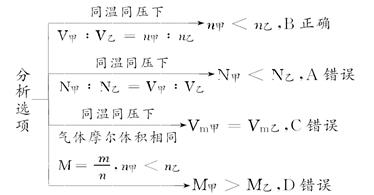 分析选项
同温同压下
V甲∶V乙=n甲∶n乙
n甲<n乙,B 正确
同温同压下
N甲∶N乙=V甲∶V乙
N甲<N乙,A 错误
同温同压下
气体摩尔体积相同
Vm甲=Vm乙,C 错误
M=m/n,n甲<n乙
M甲>M乙,D 错误